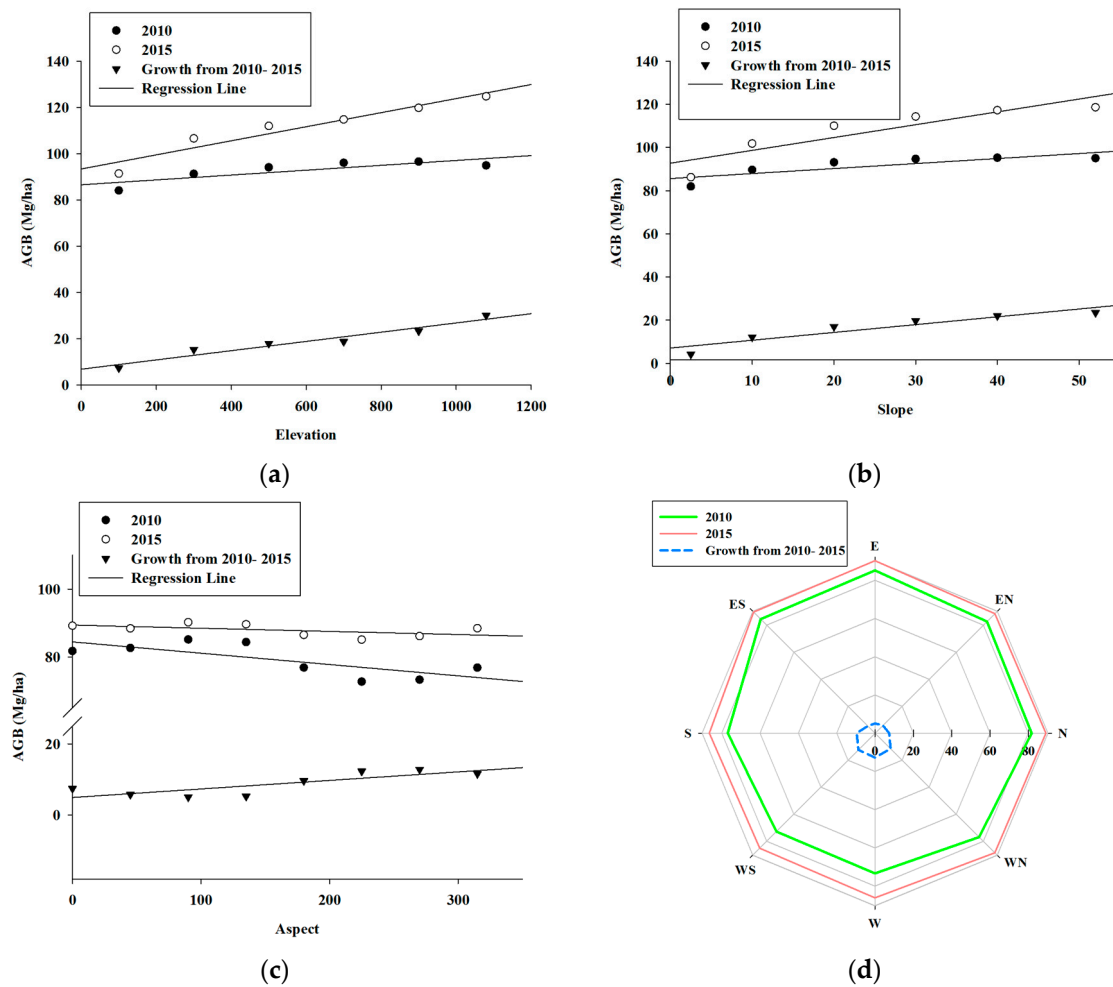 2010
2015
Growth from 2010- 2015
Regression Line
140
120
100
80
60
40
20
0
AGB (Mg/ha)
0 200 400 600 800 1000 1200
Elevation
(a)
2010
2015
Growth from 2010- 2015
Regression Line
140
120
100
80
60
40
20
0
AGB (Mg/ha)
0 10 20 30 40 50
Slope
(b)
2010
2015
Growth from 2010- 2015
Regression Line
100
80
20
0
AGB (Mg/ha)
0 100 200 300
Aspect
(c)
2010
2015
Growth from 2010- 2015
E
ES EN
S 0 20 40 60 80 N
WS WN
W
(d)